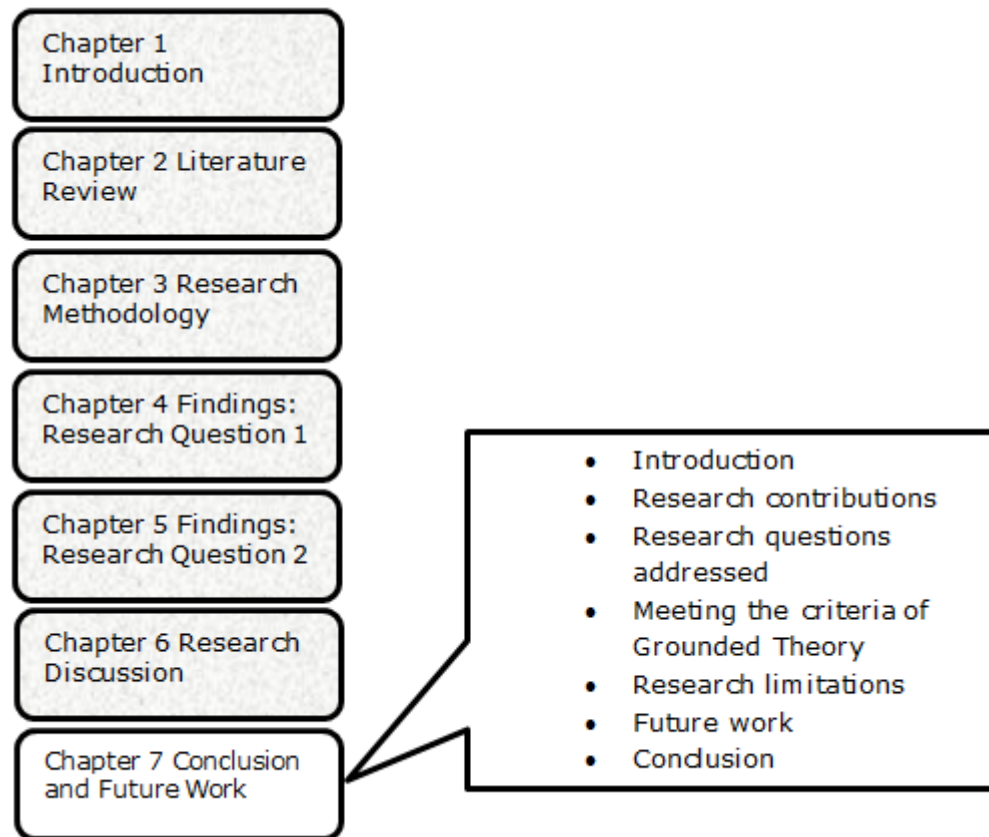 Chapter 1
Introduction
Chapter 2 Literature
Review
Chapter 3 Research
Methodology
Chapter 4 Findings:
Research Question 1
Chapter 5 Findings:
Research Question 2
Chapter 6 Research
Discussion
Chapter 7 Conclusion
and Future Work
• Introduction
• Research contributions
• Research questions
addressed
• Meeting the criteria of
Grounded Theory
• Research limitations
• Future work
• Conclusion